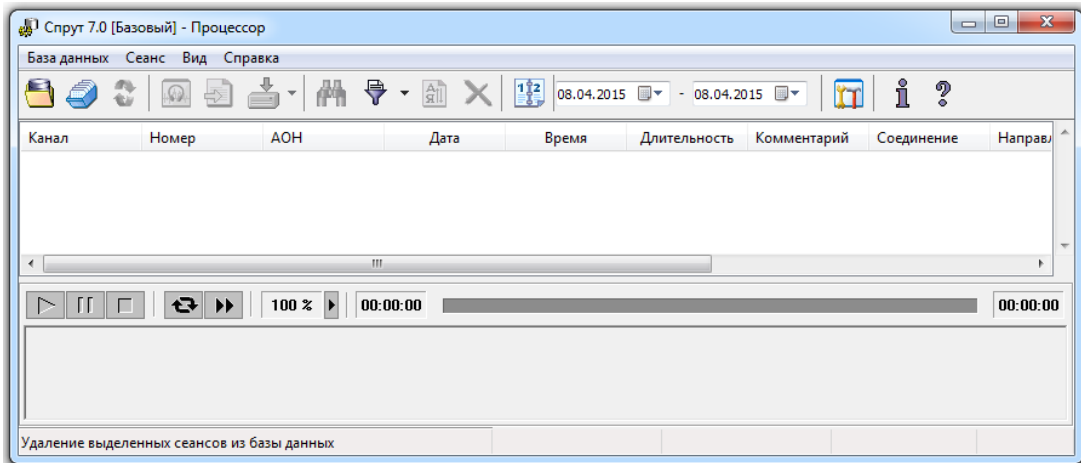 Спрут 7.0 [Базовый] - Процессор
База данных Сеанс Вид Справка
А Я 1 2 08.04.2015 - 08.04.2015 i ?
Канал Номер АОН Дата Время Длительность Комментарий Соединение Направл
100 % 00:00:00 00:00:00
Удаление выделенных сеансов из базы данных